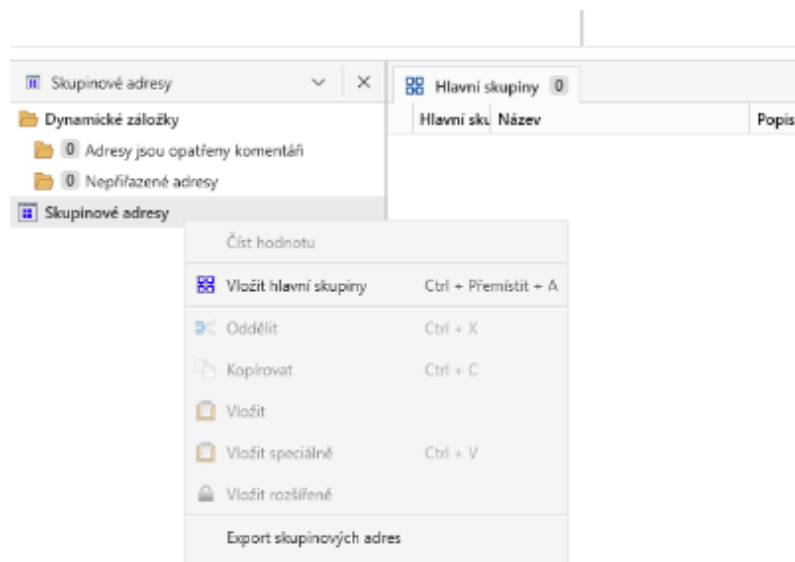 Skupinové adresy
Hlavní skupiny 0
Hlavní sku Název Popis
Dynamické záložky
0 Adresy jsou opatřeny komentáři
0 Nepřiřazené adresy
Skupinové adresy
Číst hodnotu
Vložit hlavní skupiny Ctrl + Přemístit + A
Oddělit Ctrl + X
Kopírovat Ctrl + C
Vložit
Vložit speciálně Ctrl + V
Vložit rozšířené
Export skupinových adres